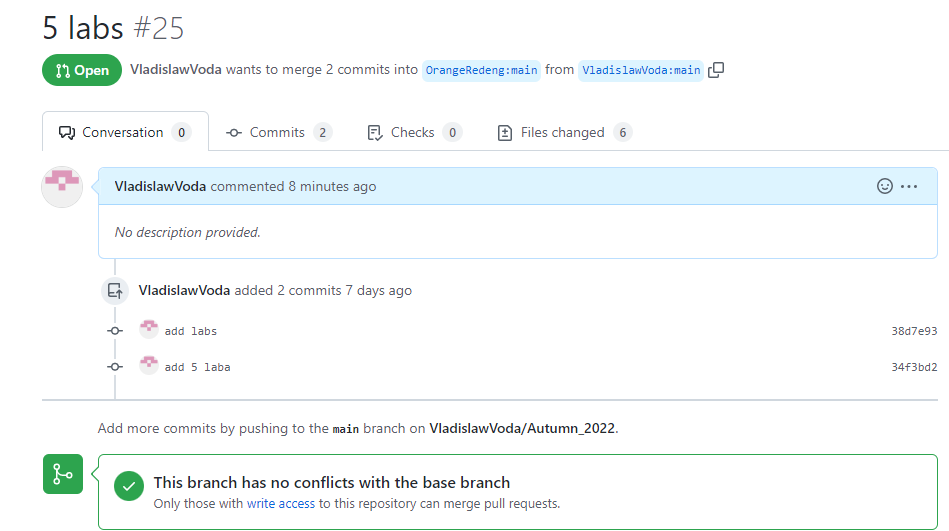 5 labs #25
Open VladislawVoda wants to merge 2 commits into OrangeRedeng:main from VladislawVoda:main
Conversation 0 Commits 2 Checks 0 Files changed 6
VladislawVoda commented 8 minutes ago
No description provided.
VladislawVoda added 2 commits 7 days ago
add labs 38d7e93
add 5 laba 34f3bd2
Add more commits by pushing to the main branch on VladislawVoda/Autumn_2022.
This branch has no conflicts with the base branch
Only those with write access to this repository can merge pull requests.